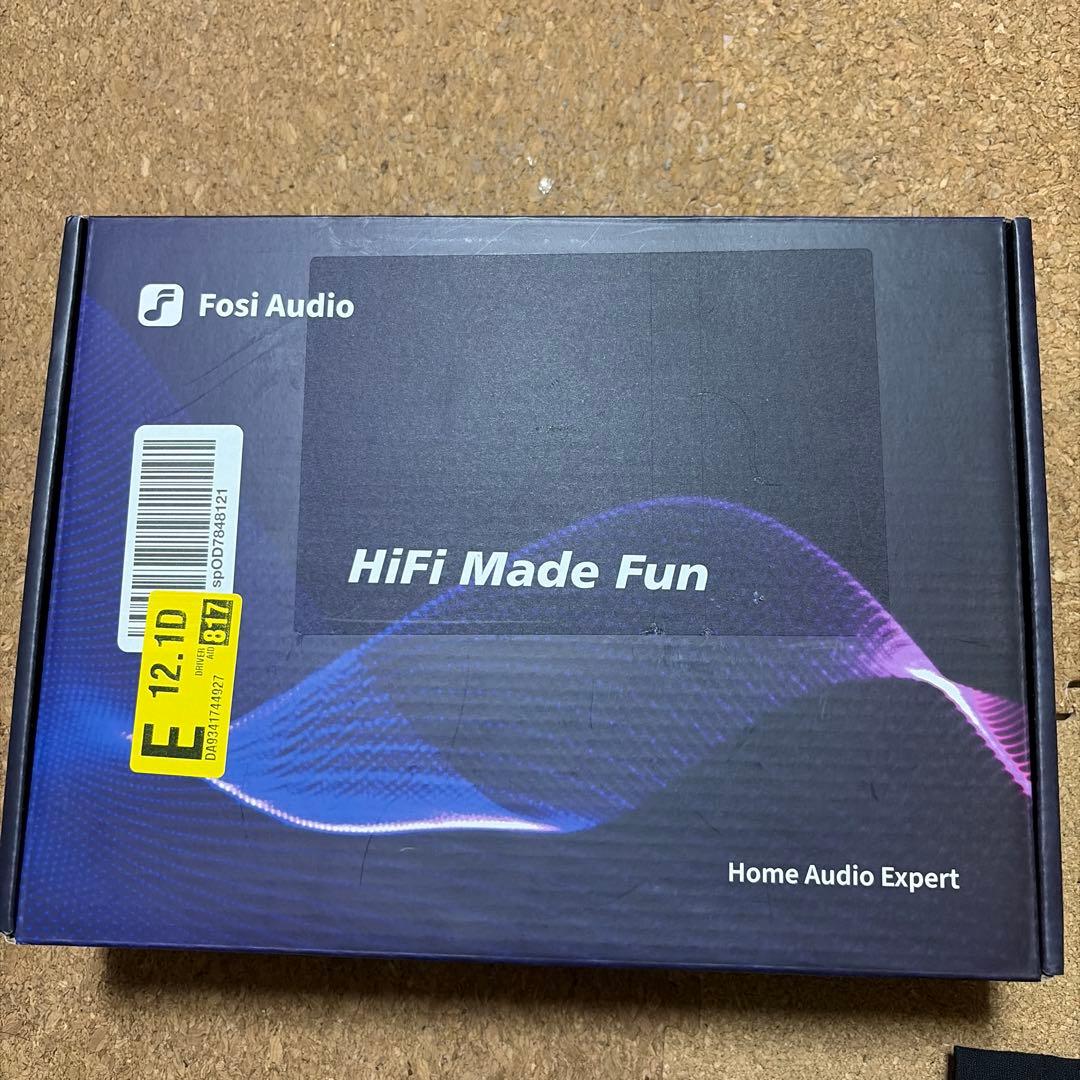 Fosi Audio
spOD7848121
HiFi Made Fun
E 12.1D
DRIVER AID 817
DA9341744927
Home Audio Expert